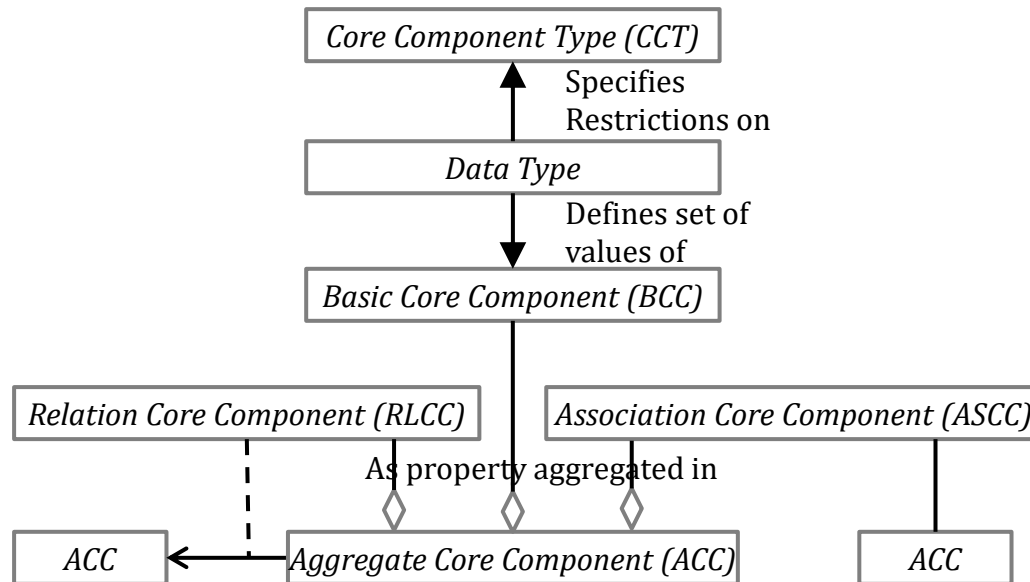 Core Component Type (CCT)
Specifies
Restrictions on
Data Type
Defines set of
values of
Basic Core Component (BCC)
Relation Core Component (RLCC)
Association Core Component (ASCC)
As property aggregated in
ACC
Aggregate Core Component (ACC)
ACC